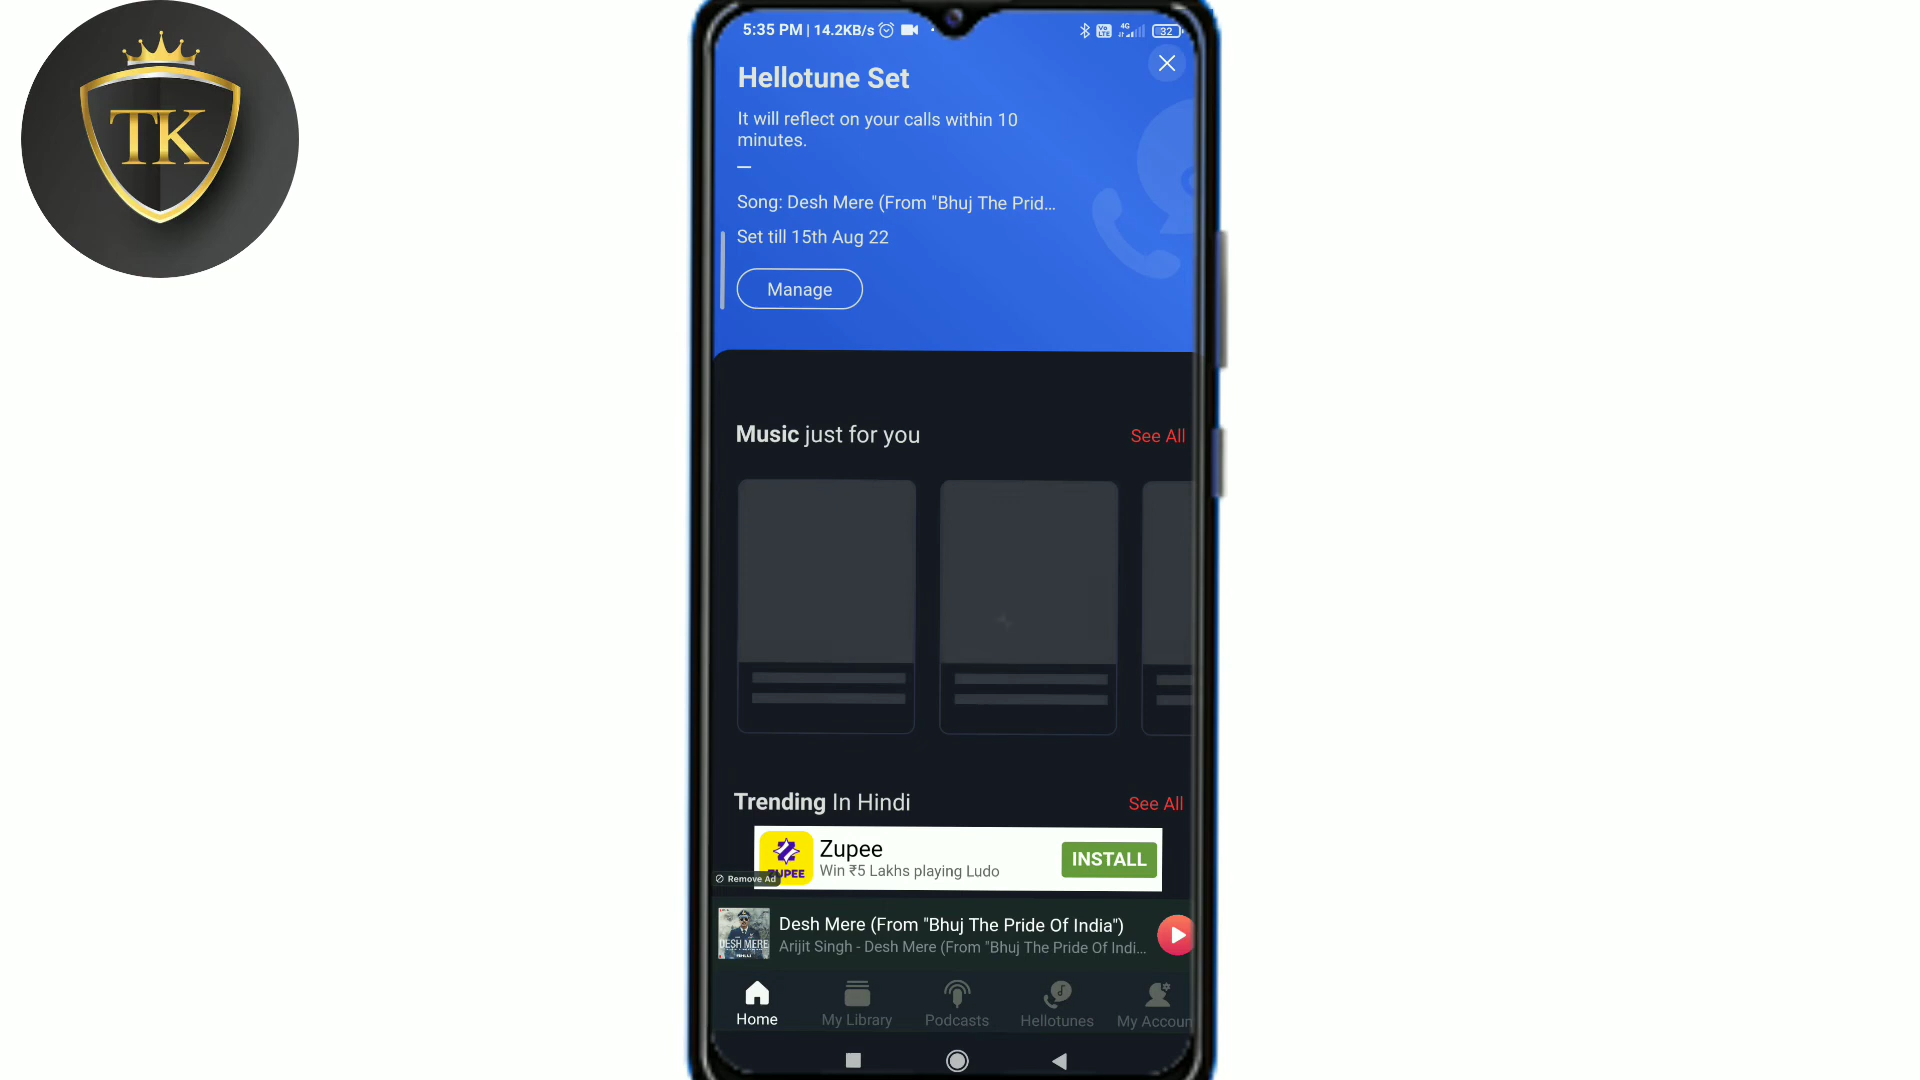 TK
5:35 PM | 14.2KB/s
4G
32
Hellotune Set
It will reflect on your calls within 10
minutes.
Song: Desh Mere (From "Bhuj The Prid...
Set till 15th Aug 22
Manage
Music just for you
See All
Trending In Hindi
See All
Zupee
Win ₹5 Lakhs playing Ludo
INSTALL
Remove Ad
UPEE
Desh Mere (From "Bhuj The Pride Of India")
Arijit Singh - Desh Mere (From "Bhuj The Pride Of Indi...
DESH MERE
Home
My Library
Podcasts
Hellotunes
My Accoun